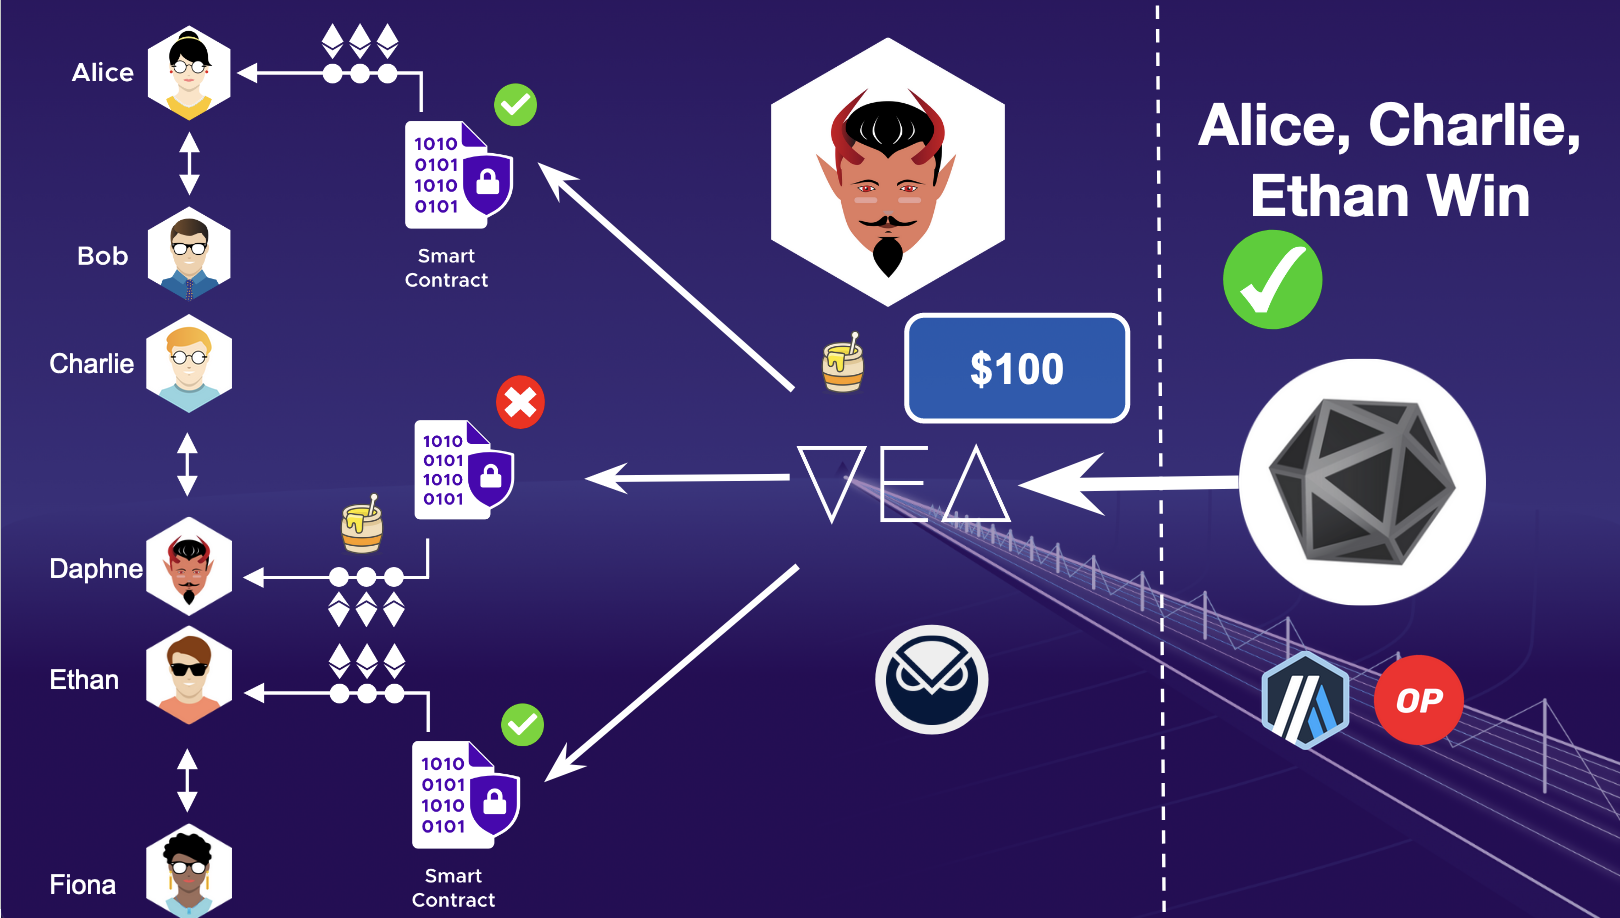 Alice
Bob
Charlie
Daphne
Ethan
Fiona
1010
0101
1010
0101
Smart
Contract
1010
0101
1010
0101
1010
0101
1010
0101
Smart
Contract
$100
VEA
Alice, Charlie,
Ethan Win
OP